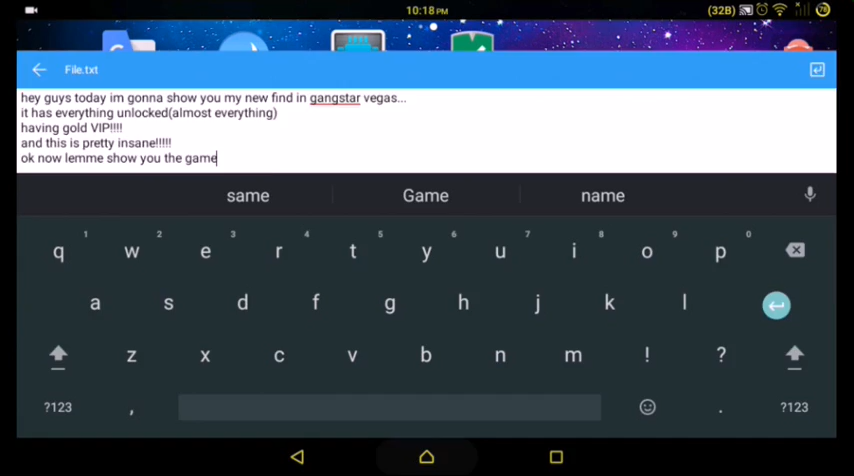 10:18 PM
(32B)
78
File.txt
hey guys today im gonna show you my new find in gangstar vegas...
it has everything unlocked(almost everything)
having gold VIP!!!!
and this is pretty insane!!!!!
ok now lemme show you the game
same Game name
1 2 3 4 5 6 7 8 9 0
q w e r t y u i o p
a s d f g h j k l
z x c v b n m ! ?
?123 , . ?123